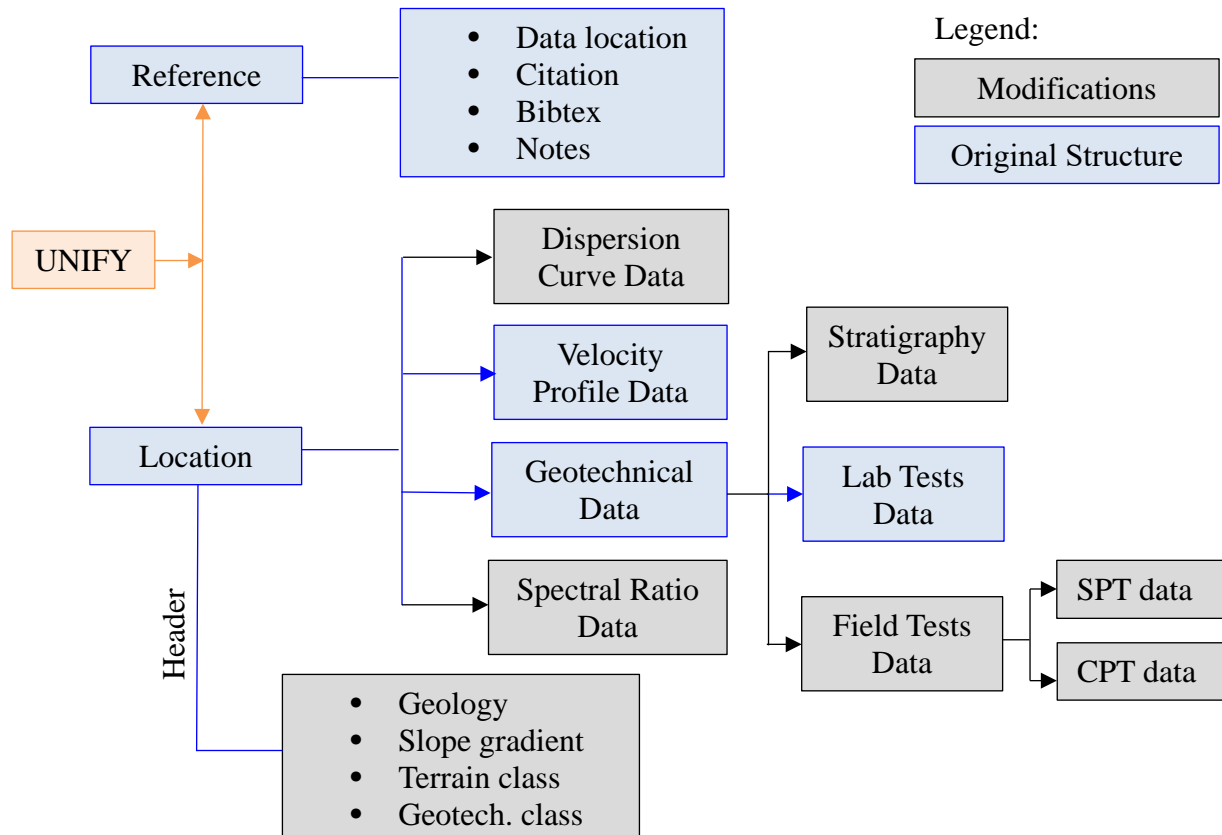 Reference
• Data location
• Citation
• Bibtex
• Notes
Legend:
Modifications
Original Structure
UNIFY
Dispersion
Curve Data
Velocity
Profile Data
Stratigraphy
Data
Location
Geotechnical
Data
Lab Tests
Data
Spectral Ratio
Data
Field Tests
Data
SPT data
CPT data
Header
• Geology
• Slope gradient
• Terrain class
• Geotech. class